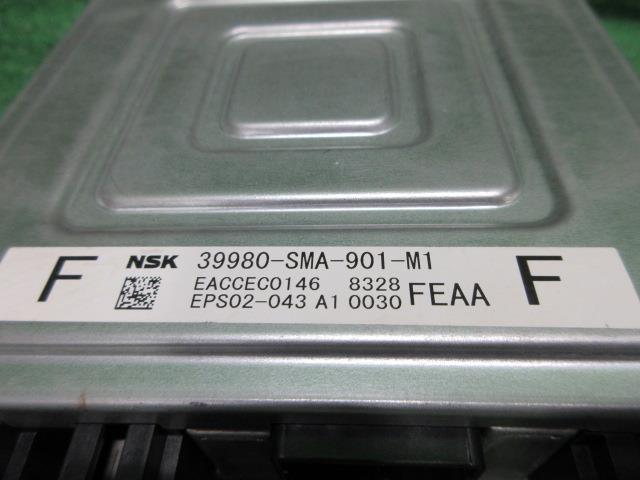 F NSK 39980-SMA-901-M1 F
EACCEC0146 8328
EPS02-043 A1 0030 FEAA